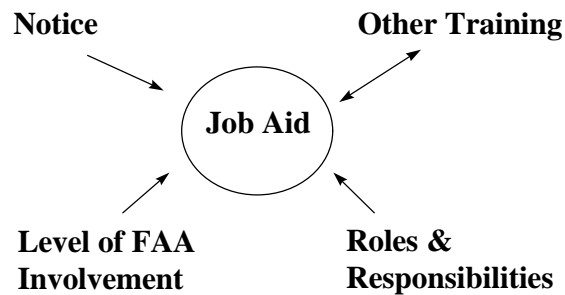 Notice
Other Training
Job Aid
Level of FAA
Involvement
Roles &
Responsibilities